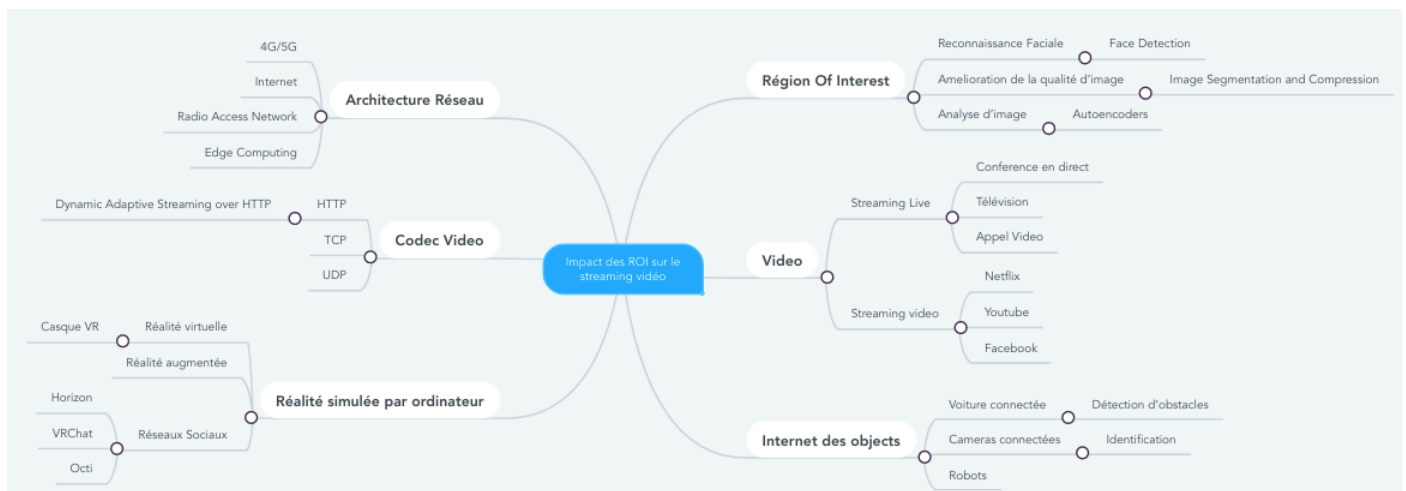 Impact des ROI sur le
streaming vidéo
Architecture Réseau
4G/5G
Internet
Radio Access Network
Edge Computing
Codec Video
HTTP
Dynamic Adaptive Streaming over HTTP
TCP
UDP
Réalité simulée par ordinateur
Réalité virtuelle
Casque VR
Réalité augmentée
Réseaux Sociaux
Horizon
VRChat
Octi
Région Of Interest
Reconnaissance Faciale
Face Detection
Amelioration de la qualité d’image
Image Segmentation and Compression
Analyse d’image
Autoencoders
Video
Streaming Live
Conference en direct
Télévision
Appel Video
Streaming video
Netflix
Youtube
Facebook
Internet des objects
Voiture connectée
Détection d’obstacles
Cameras connectées
Identification
Robots